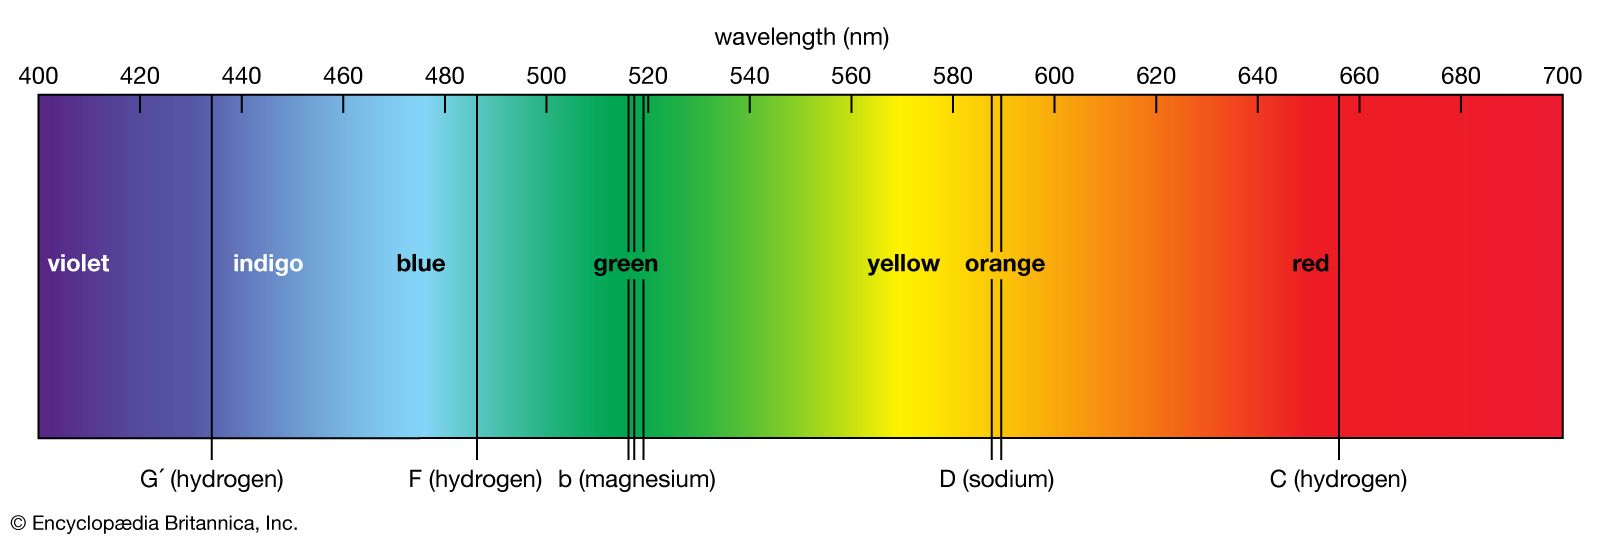 wavelength (nm)
400 420 440 460 480 500 520 540 560 580 600 620 640 660 680 700
violet indigo blue green yellow orange red
G´ (hydrogen) F (hydrogen) b (magnesium) D (sodium) C (hydrogen)
© Encyclopædia Britannica, Inc.